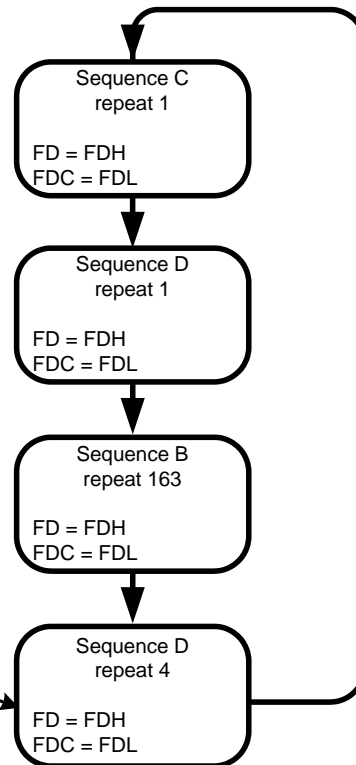 Sequence C
repeat 1
FD = FDH
FDC = FDL
Sequence D
repeat 1
FD = FDH
FDC = FDL
Sequence B
repeat 163
FD = FDH
FDC = FDL
Sequence D
repeat 4
FD = FDH
FDC = FDL